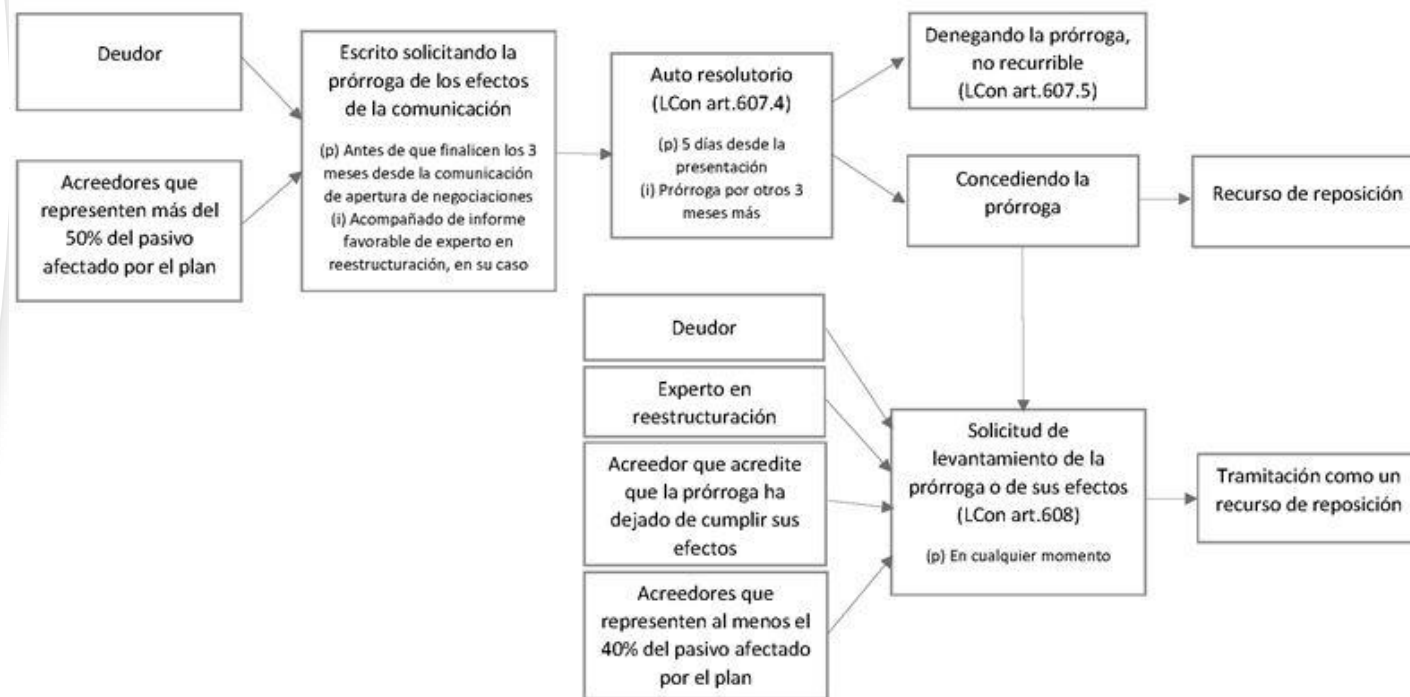 Deudor
Acreedores que
representen más del
50% del pasivo
afectado por el plan
Escrito solicitando la
prórroga de los efectos
de la comunicación
(p) Antes de que finalicen los 3
meses desde la comunicación
de apertura de negociaciones
(i) Acompañado de informe
favorable de experto en
reestructuración, en su caso
Auto resolutorio
(LCon art.607.4)
(p) 5 días desde la
presentación
(i) Prórroga por otros 3
meses más
Denegando la prórroga,
no recurrible
(LCon art.607.5)
Concediendo la
prórroga
Recurso de reposición
Deudor
Experto en
reestructuración
Acreedor que acredite
que la prórroga ha
dejado de cumplir sus
efectos
Acreedores que
representen al menos el
40% del pasivo afectado
por el plan
Solicitud de
levantamiento de la
prórroga o de sus efectos
(LCon art.608)
(p) En cualquier momento
Tramitación como un
recurso de reposición